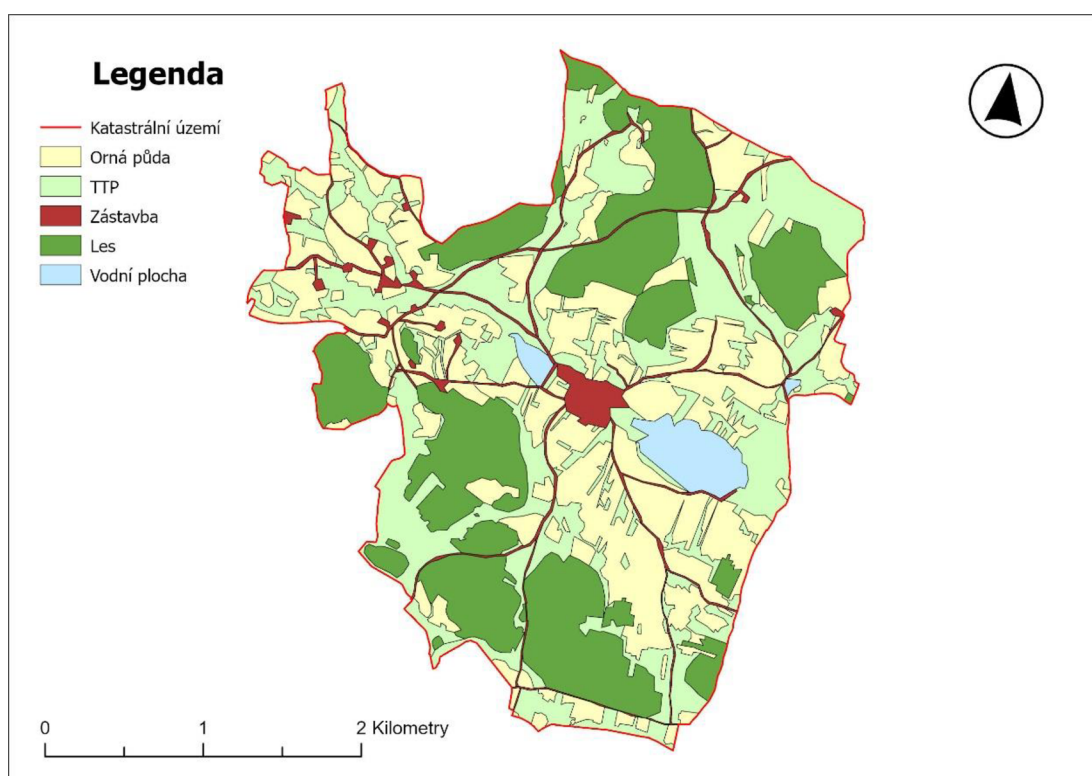 Legenda
Katastrální území
Orná půda
TTP
Zástavba
Les
Vodní plocha
0 1 2 Kilometry